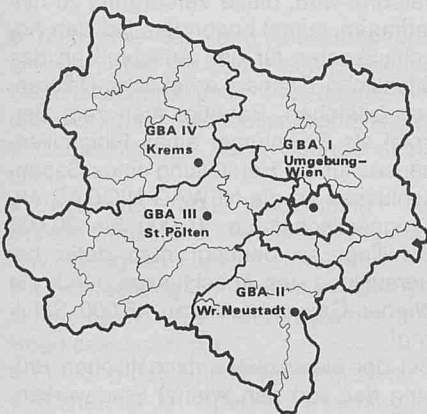 GBA IV
Krems
GBA I
Umgebung-
Wien
GBA III
St.Pölten
GBA II
Wr.Neustadt